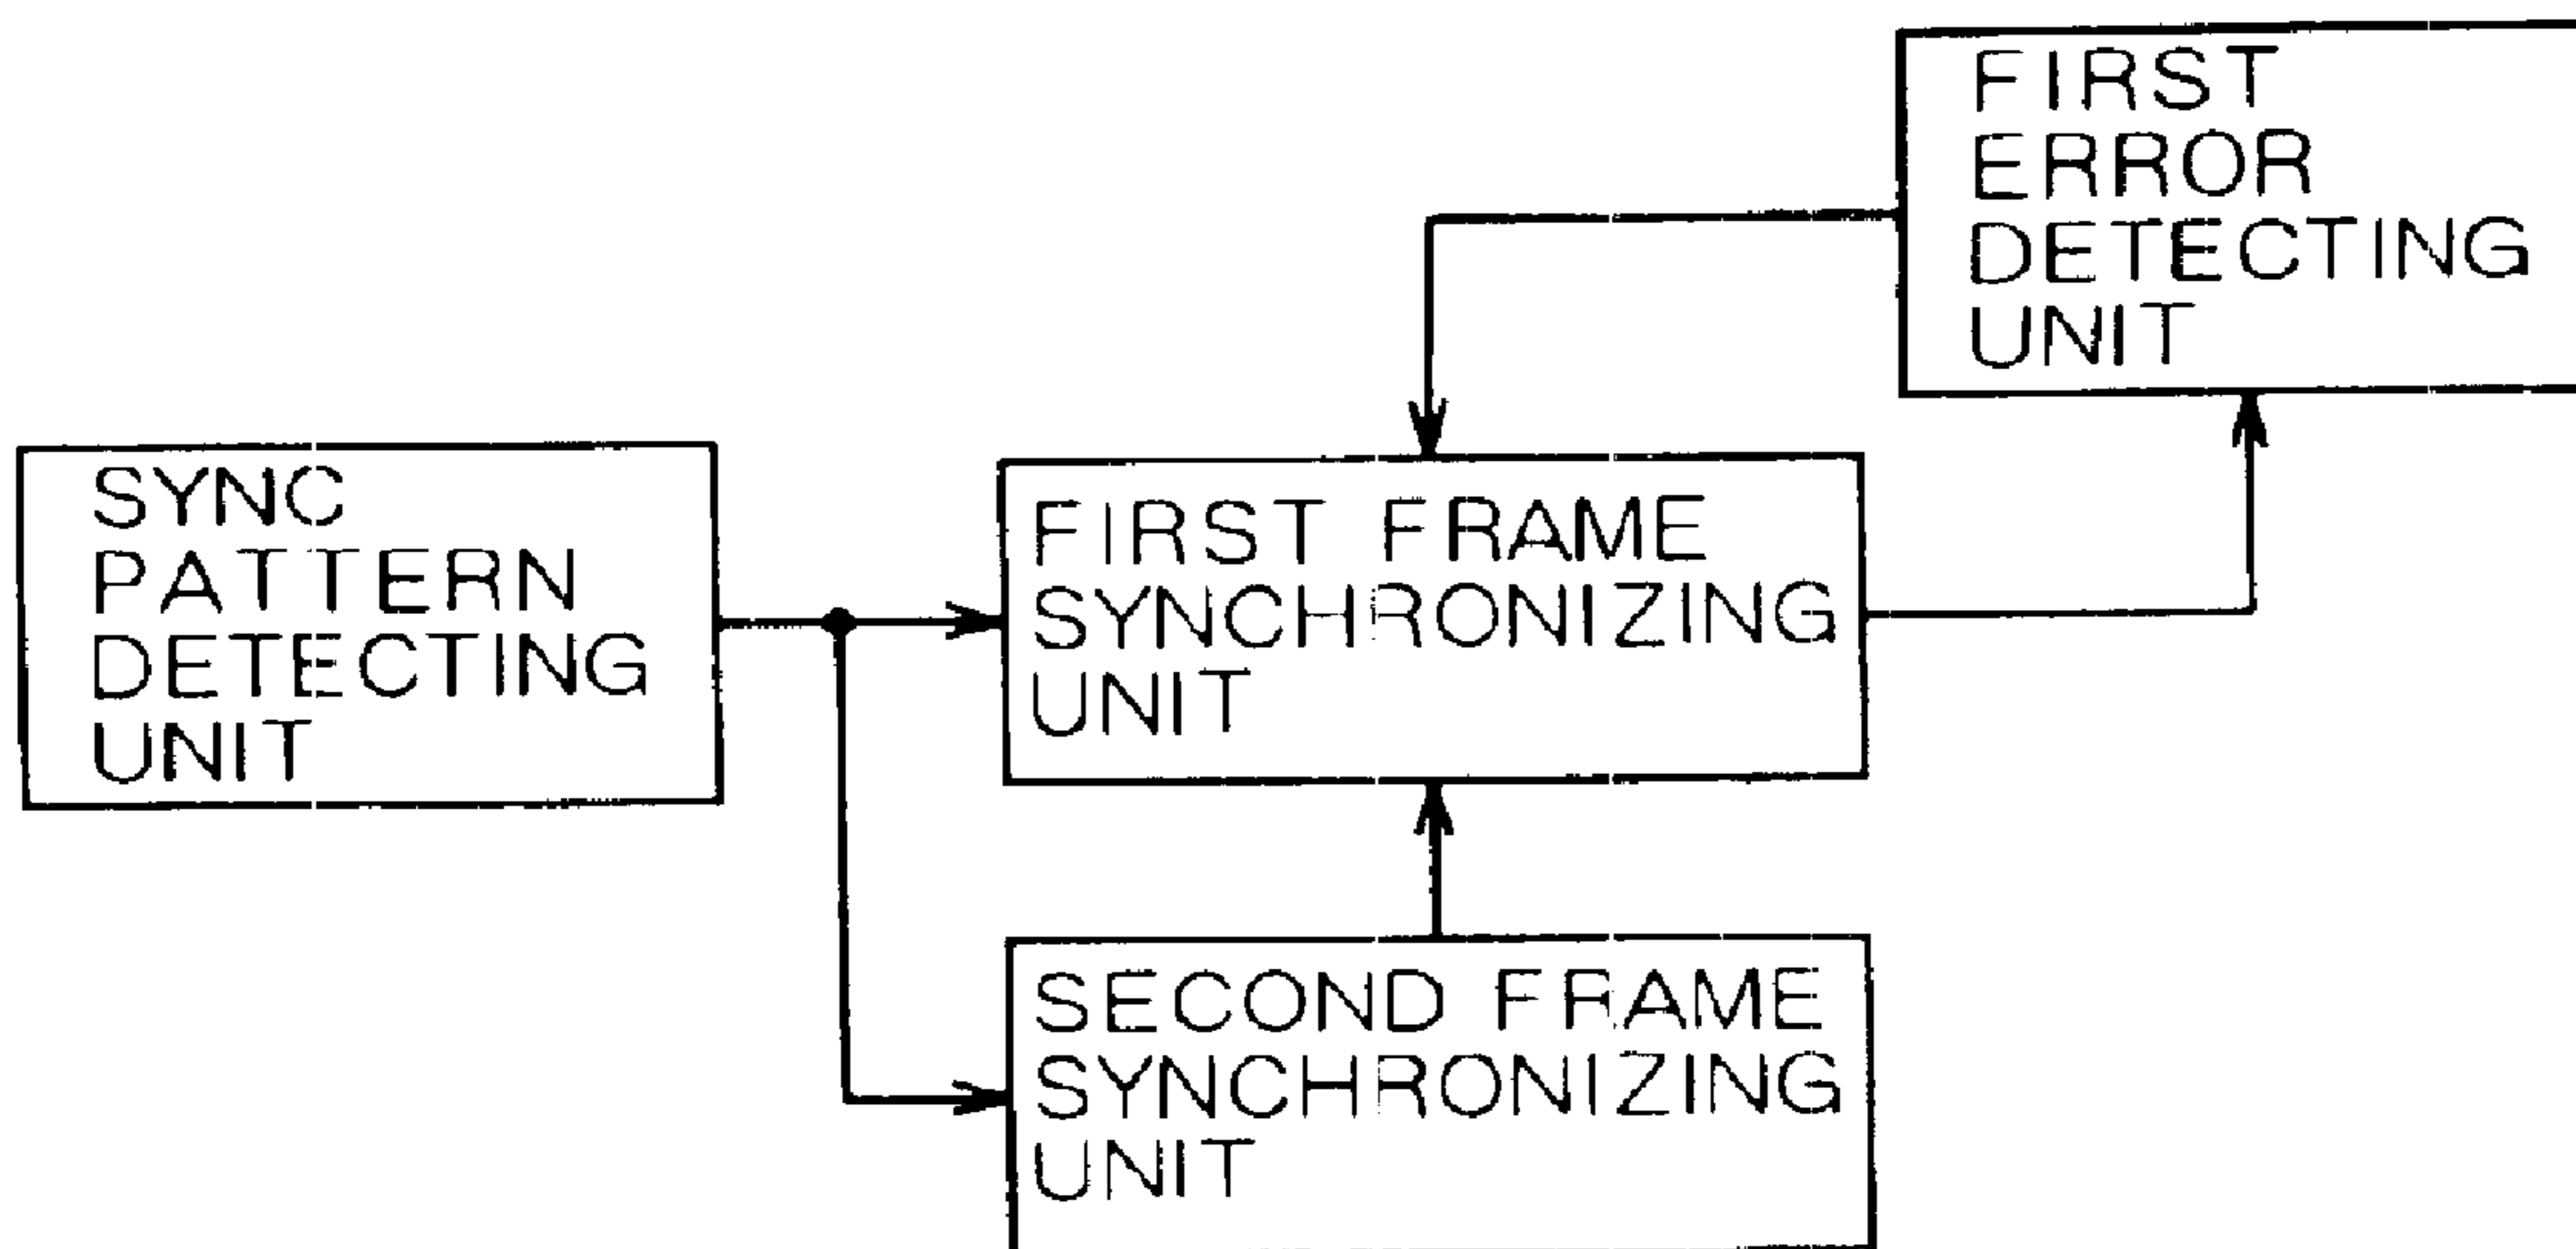 FIRST
ERROR
DETECTING
UNIT
SYNC
PATTERN
DETECTING
UNIT
FIRST FRAME
SYNCHRONIZING
UNIT
SECOND FRAME
SYNCHRONIZING
UNIT